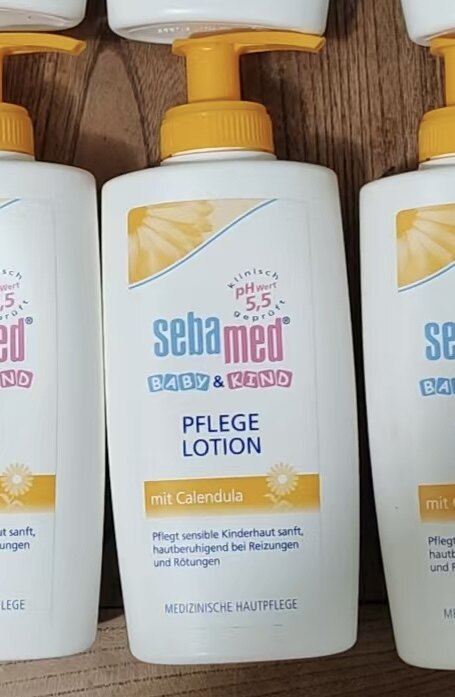 klinisch
pH Wert
5,5
geprüft
sebamed®
BABY & KIND
PFLEGE
LOTION
mit Calendula
Pflegt sensible Kinderhaut sanft,
hautberuhigend bei Reizungen
und Rötungen
MEDIZINISCHE HAUTPFLEGE